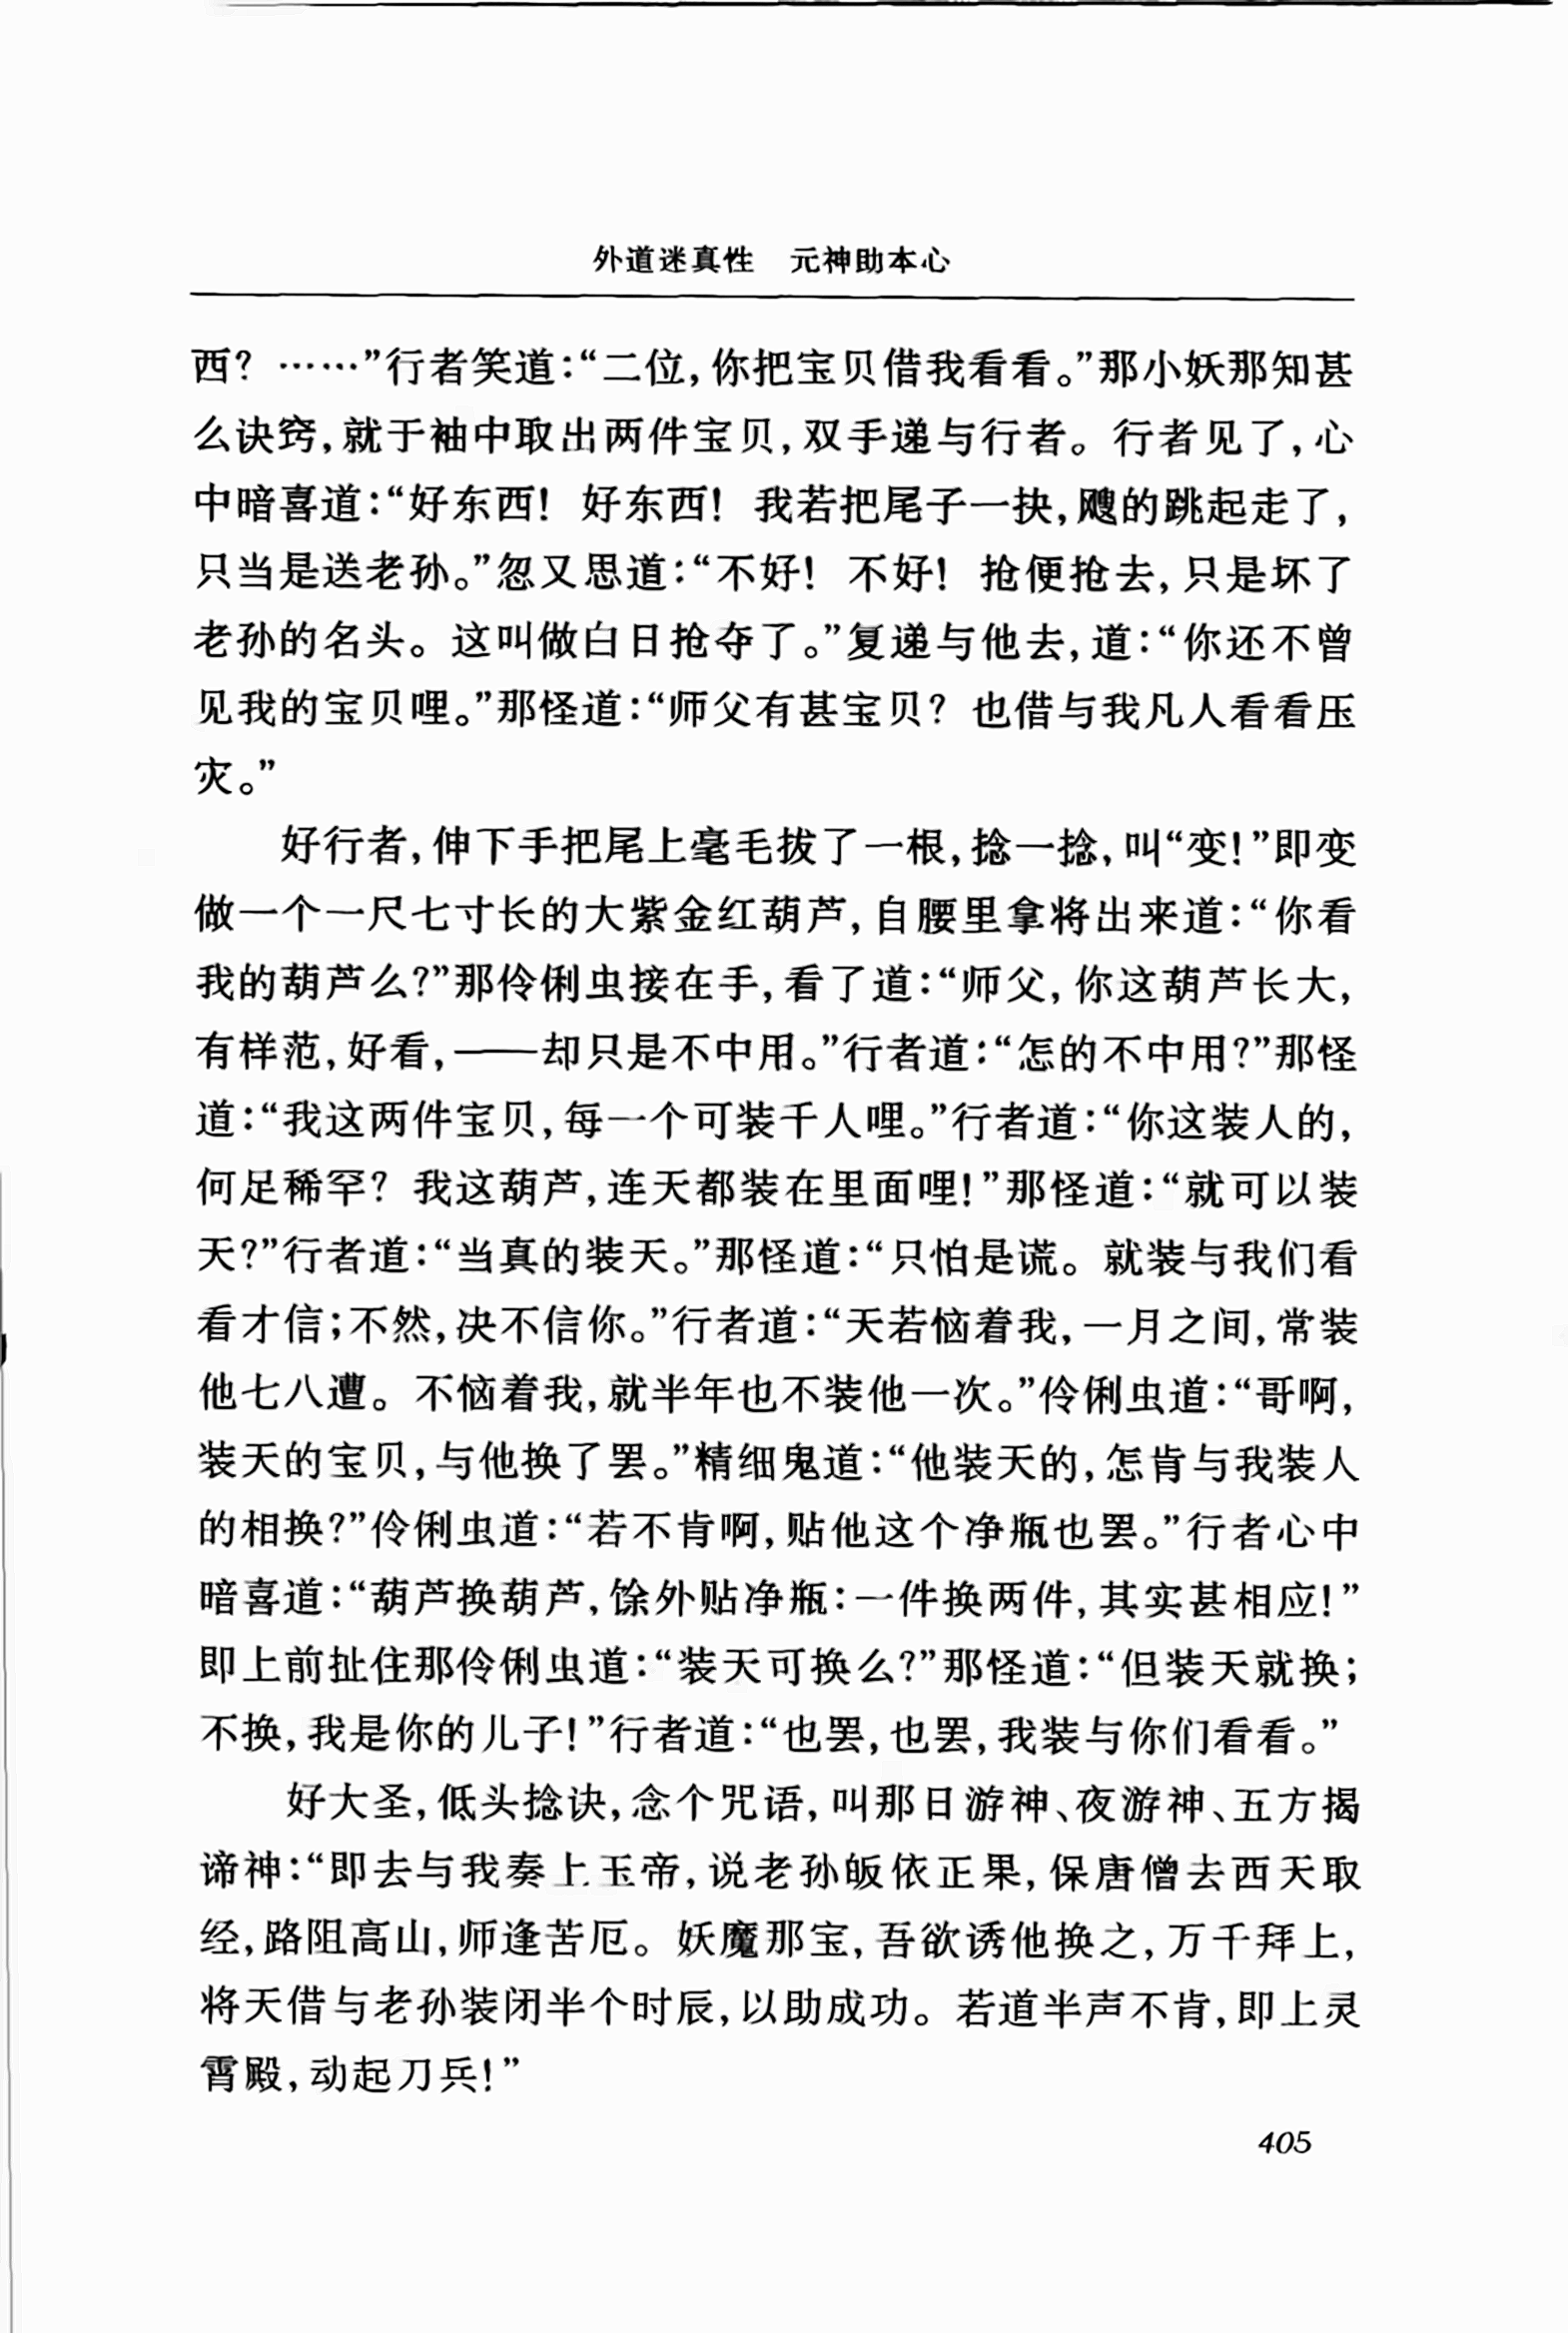 外道迷真性　元神助本心
西？……”行者笑道：“二位，你把宝贝借我看看。”那小妖那知甚
么诀窍，就于袖中取出两件宝贝，双手递与行者。行者见了，心
中暗喜道：“好东西！好东西！我若把尾子一抉，飕的跳起走了，
只当是送老孙。”忽又思道：“不好！不好！抢便抢去，只是坏了
老孙的名头。这叫做白日抢夺了。”复递与他去，道：“你还不曾
见我的宝贝哩。”那怪道：“师父有甚宝贝？也借与我凡人看看压
灾。”
好行者，伸下手把尾上毫毛拔了一根，捻一捻，叫“变！”即变
做一个一尺七寸长的大紫金红葫芦，自腰里拿将出来道：“你看
我的葫芦么？”那伶俐虫接在手，看了道：“师父，你这葫芦长大，
有样范，好看，——却只是不中用。”行者道：“怎的不中用？”那怪
道：“我这两件宝贝，每一个可装千人哩。”行者道：“你这装人的，
何足稀罕？我这葫芦，连天都装在里面哩！”那怪道：“就可以装
天？”行者道：“当真的装天。”那怪道：“只怕是谎。就装与我们看
看才信；不然，决不信你。”行者道：“天若恼着我，一月之间，常装
他七八遭。不恼着我，就半年也不装他一次。”伶俐虫道：“哥啊，
装天的宝贝，与他换了罢。”精细鬼道：“他装天的，怎肯与我装人
的相换？”伶俐虫道：“若不肯啊，贴他这个净瓶也罢。”行者心中
暗喜道：“葫芦换葫芦，馀外贴净瓶：一件换两件，其实甚相应！”
即上前扯住那伶俐虫道：“装天可换么？”那怪道：“但装天就换；
不换，我是你的儿子！”行者道：“也罢，也罢，我装与你们看看。”
好大圣，低头捻诀，念个咒语，叫那日游神、夜游神、五方揭
谛神：“即去与我奏上玉帝，说老孙皈依正果，保唐僧去西天取
经，路阻高山，师逢苦厄。妖魔那宝，吾欲诱他换之，万千拜上，
将天借与老孙装闭半个时辰，以助成功。若道半声不肯，即上灵
霄殿，动起刀兵！”
405